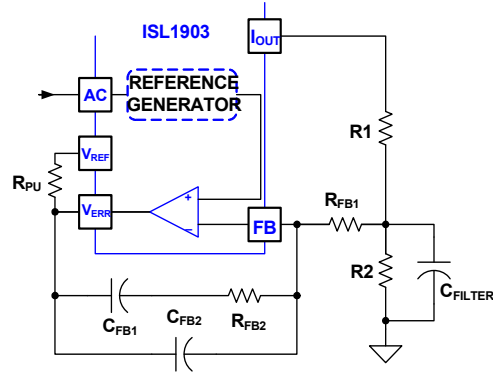 ISL1903
IOUT
AC
REFERENCE
GENERATOR
R1
VREF
RPU
VERR
+
−
FB
RFB1
R2
CFILTER
CFB1
CFB2
RFB2